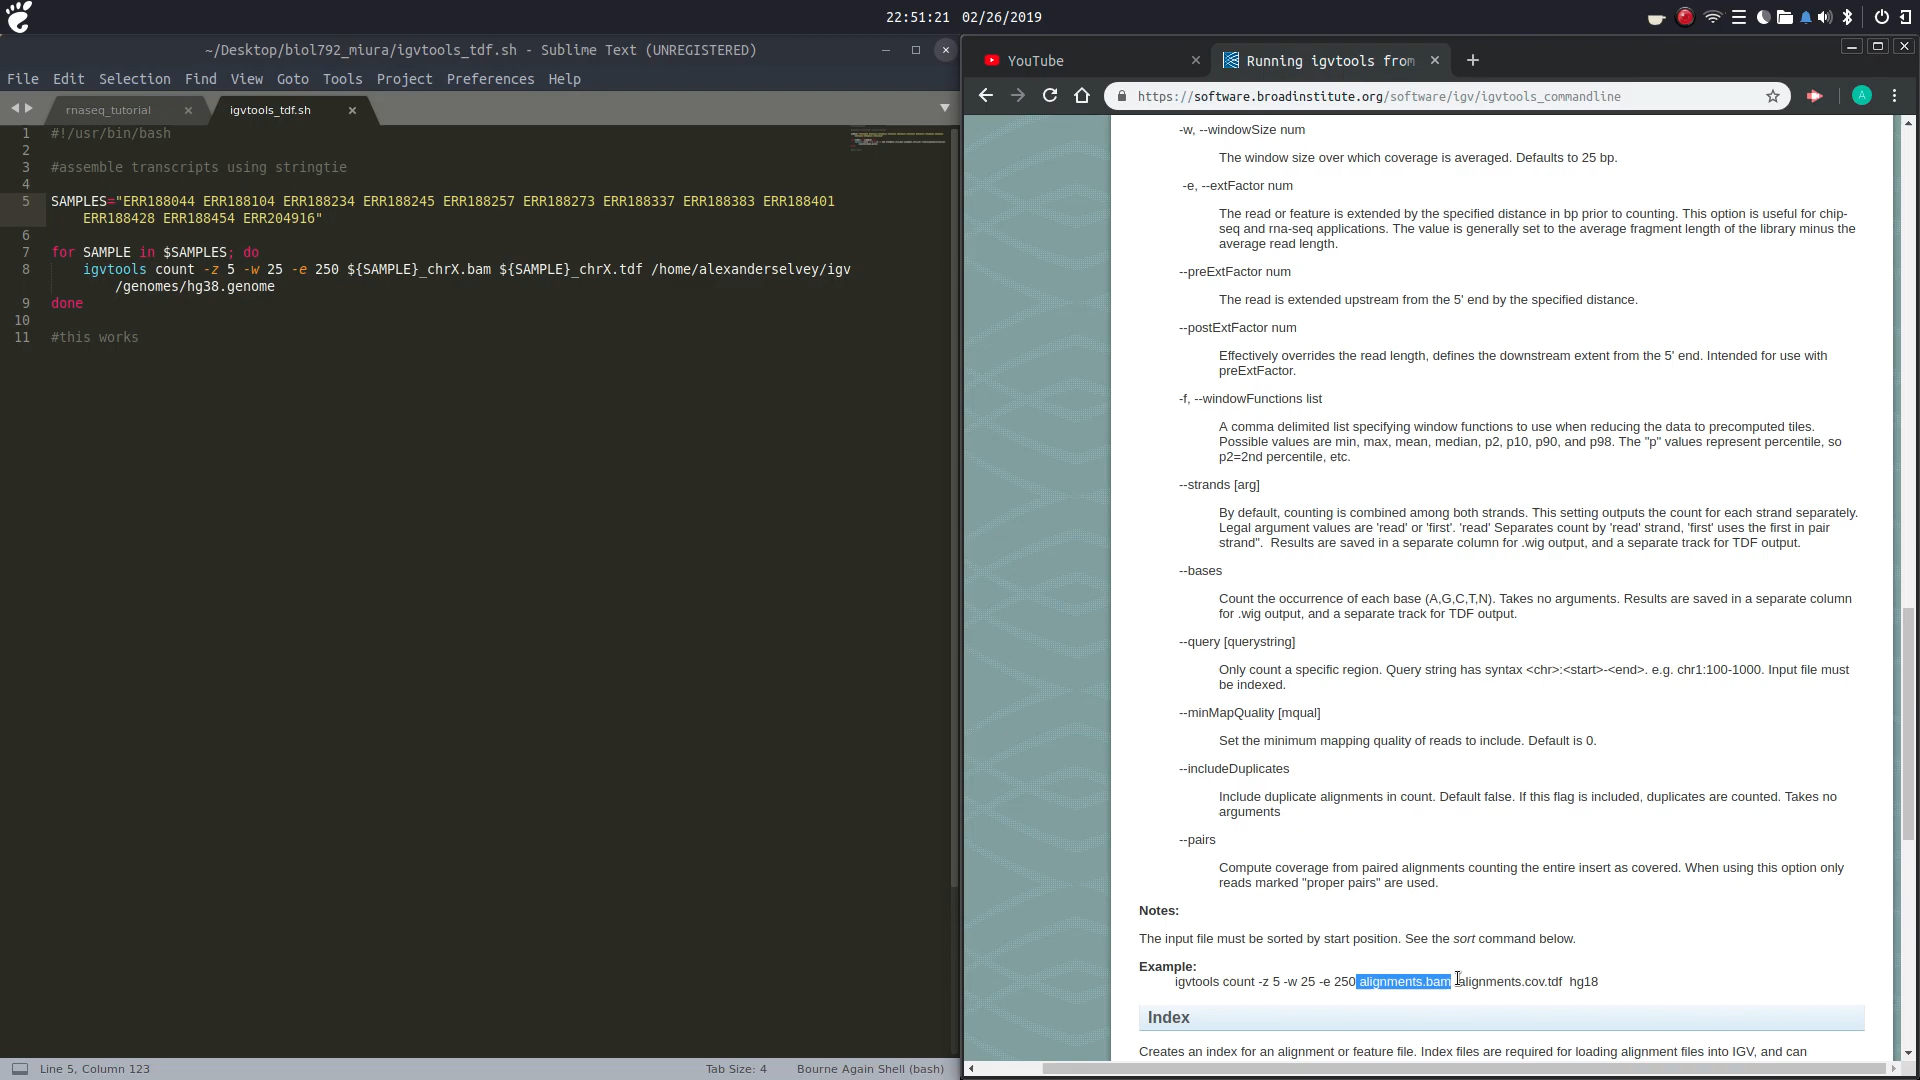 22:51:21 02/26/2019
~/Desktop/biol792_miura/igvtools_tdf.sh - Sublime Text (UNREGISTERED)
File Edit Selection Find View Goto Tools Project Preferences Help
rnaseq_tutorial
igvtools_tdf.sh
1 #!/usr/bin/bash
2
3 #assemble transcripts using stringtie
4
5 SAMPLES="ERR188044 ERR188104 ERR188234 ERR188245 ERR188257 ERR188273 ERR188337 ERR188383 ERR188401
ERR188428 ERR188454 ERR204916"
6
7 for SAMPLE in $SAMPLES; do
8 igvtools count -z 5 -w 25 -e 250 ${SAMPLE}_chrX.bam ${SAMPLE}_chrX.tdf /home/alexanderselvey/igv
/genomes/hg38.genome
9 done
10
11 #this works
Line 5, Column 123
Tab Size: 4
Bourne Again Shell (bash)
YouTube
Running igvtools from
https://software.broadinstitute.org/software/igv/igvtools_commandline
A
-w, --windowSize num
The window size over which coverage is averaged. Defaults to 25 bp.
-e, --extFactor num
The read or feature is extended by the specified distance in bp prior to counting. This option is useful for chip-
seq and rna-seq applications. The value is generally set to the average fragment length of the library minus the
average read length.
--preExtFactor num
The read is extended upstream from the 5' end by the specified distance.
--postExtFactor num
Effectively overrides the read length, defines the downstream extent from the 5' end. Intended for use with
preExtFactor.
-f, --windowFunctions list
A comma delimited list specifying window functions to use when reducing the data to precomputed tiles.
Possible values are min, max, mean, median, p2, p10, p90, and p98. The "p" values represent percentile, so
p2=2nd percentile, etc.
--strands [arg]
By default, counting is combined among both strands. This setting outputs the count for each strand separately.
Legal argument values are 'read' or 'first'. 'read' Separates count by 'read' strand, 'first' uses the first in pair
strand". Results are saved in a separate column for .wig output, and a separate track for TDF output.
--bases
Count the occurrence of each base (A,G,C,T,N). Takes no arguments. Results are saved in a separate column
for .wig output, and a separate track for TDF output.
--query [querystring]
Only count a specific region. Query string has syntax <chr>:<start>-<end>. e.g. chr1:100-1000. Input file must
be indexed.
--minMapQuality [mqual]
Set the minimum mapping quality of reads to include. Default is 0.
--includeDuplicates
Include duplicate alignments in count. Default false. If this flag is included, duplicates are counted. Takes no
arguments
--pairs
Compute coverage from paired alignments counting the entire insert as covered. When using this option only
reads marked "proper pairs" are used.
Notes:
The input file must be sorted by start position. See the sort command below.
Example:
igvtools count -z 5 -w 25 -e 250 alignments.bam alignments.cov.tdf hg18
Index
Creates an index for an alignment or feature file. Index files are required for loading alignment files into IGV, and can